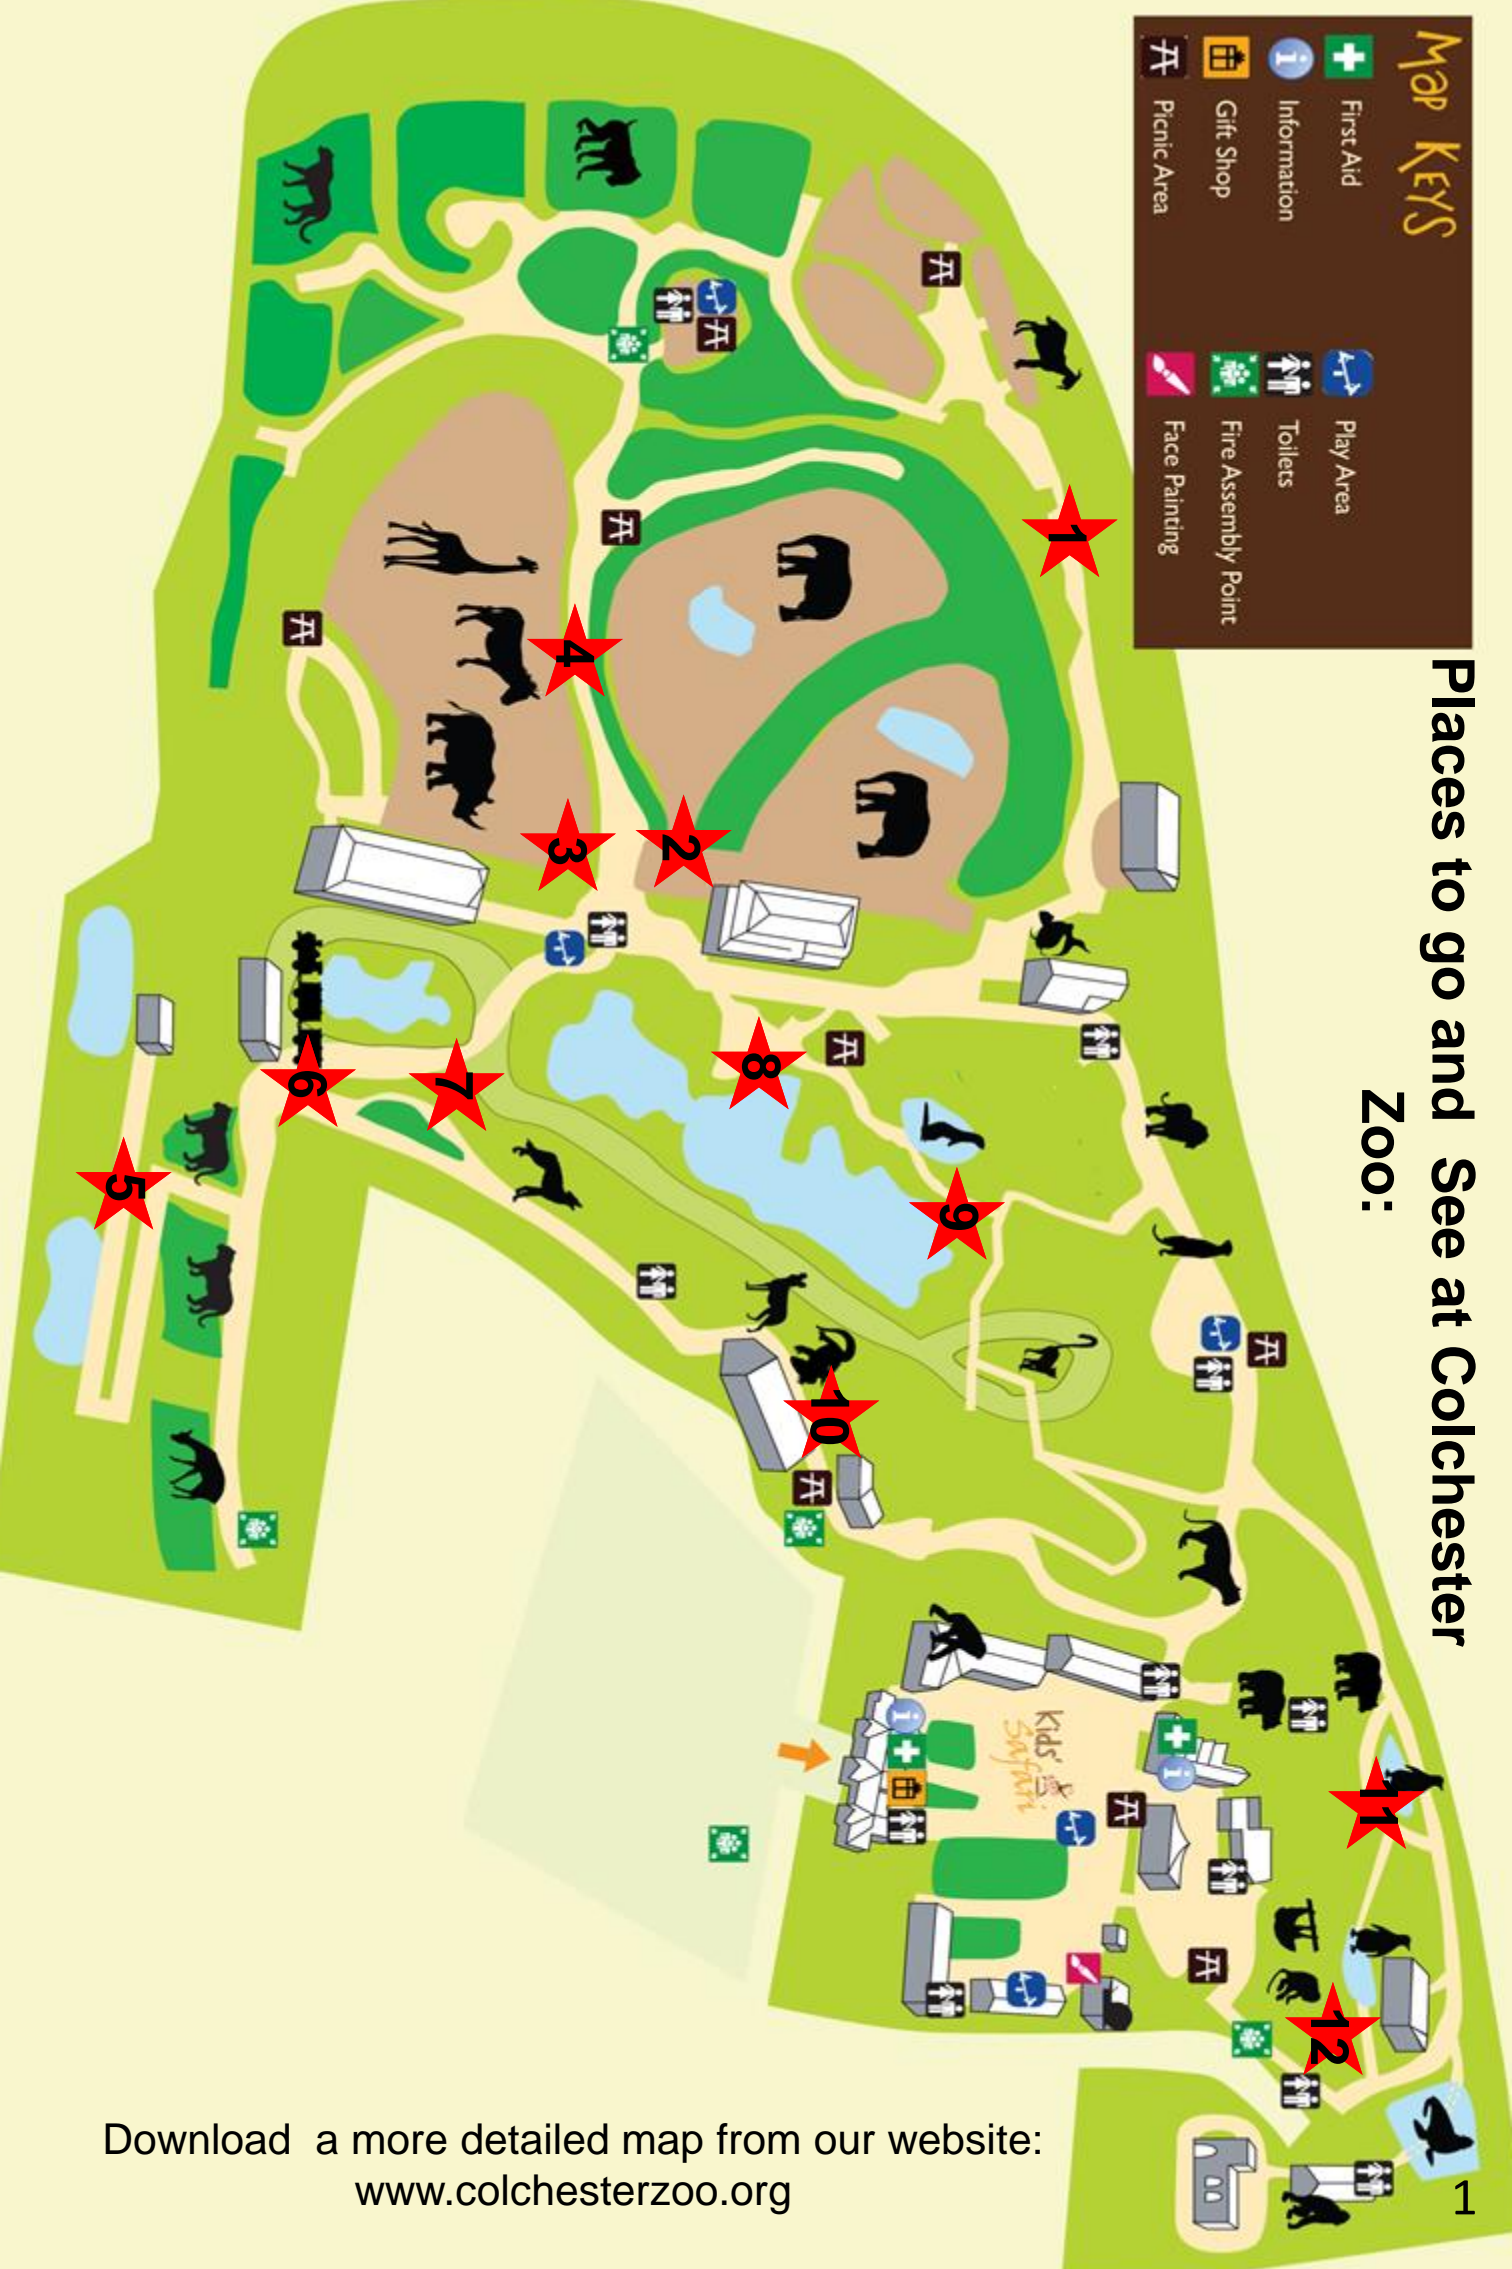 Map Keys
First Aid
Information
Gift Shop
Picnic Area
Play Area
Toilets
Fire Assembly Point
Face Painting
Places to go and  See at Colchester
Zoo:
1
2
3
4
5
6
7
8
9
10
11
12
Kids'
Safari
Download  a more detailed map from our website:
www.colchesterzoo.org
1